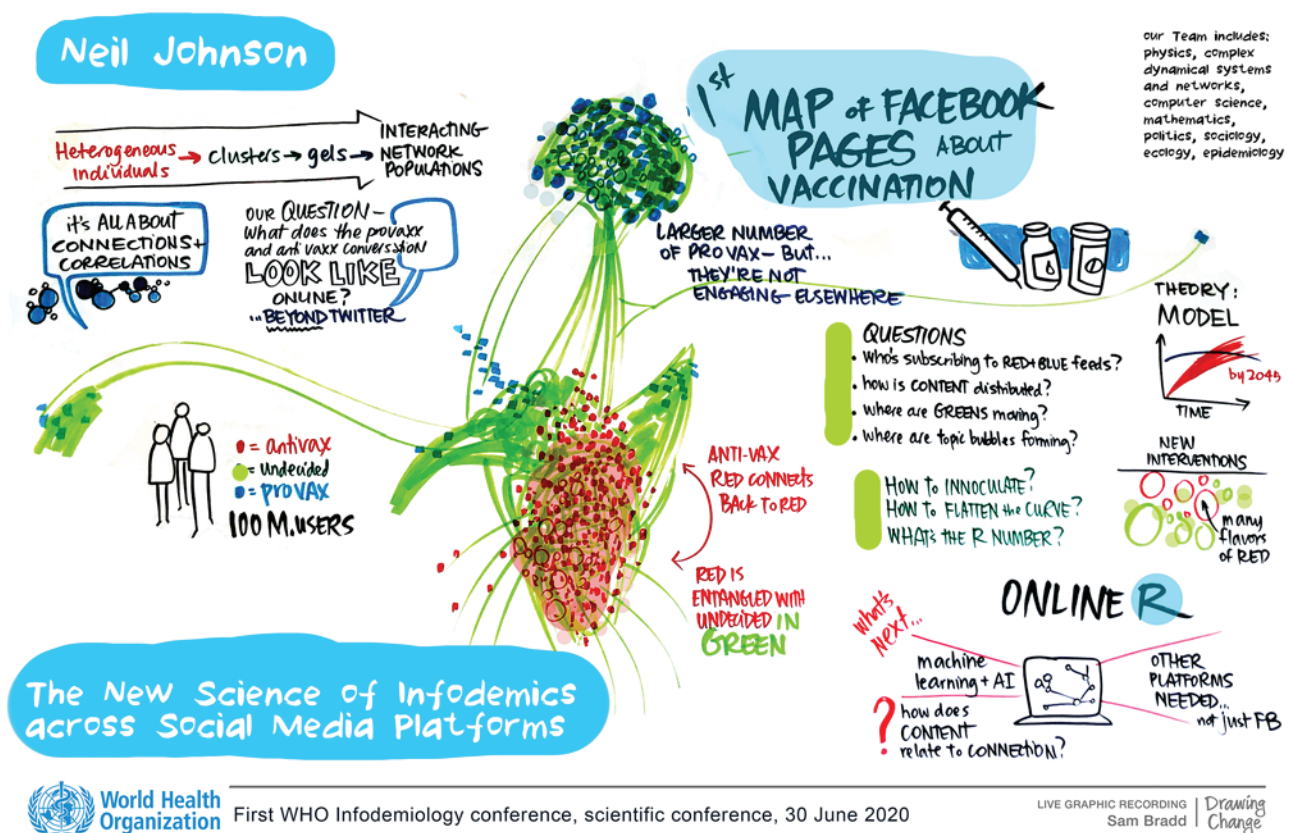 Neil Johnson
Heterogeneous
individuals
→ clusters → gels →
INTERACTING
NETWORK
POPULATIONS
it's ALL ABOUT
CONNECTIONS +
CORRELATIONS
OUR QUESTION –
What does the provaxx
and anti vaxx conversation
LOOK LIKE
ONLINE?
...BEYOND TWITTER
1st MAP of FACEBOOK
PAGES ABOUT
VACCINATION
our Team includes:
physics, complex
dynamical systems
and networks,
computer science,
mathematics,
politics, sociology,
ecology, epidemiology
LARGER NUMBER
OF PROVAX – BUT...
THEY'RE NOT
ENGAGING ELSEWHERE
= antivax
= undecided
= proVAX
100 M. USERS
ANTI-VAX
RED CONNECTS
BACK TO RED
RED IS
ENTANGLED WITH
UNDECIDED IN
GREEN
QUESTIONS
• Who's subscribing to RED+BLUE feeds?
• how is CONTENT distributed?
• where are GREENS moving?
• where are topic bubbles forming?
HOW TO INNOCULATE?
HOW TO FLATTEN the CURVE?
WHAT'S THE R NUMBER?
THEORY:
MODEL
by 2045
TIME
NEW
INTERVENTIONS
many
flavors
of RED
ONLINE R
What's
NEXT...
machine
learning + AI
? how does
CONTENT
relate to CONNECTION?
OTHER
PLATFORMS
NEEDED...
not just FB
The New Science of Infodemics
across Social Media Platforms
World Health
Organization
First WHO Infodemiology conference, scientific conference, 30 June 2020
LIVE GRAPHIC RECORDING
Sam Bradd
Drawing
Change